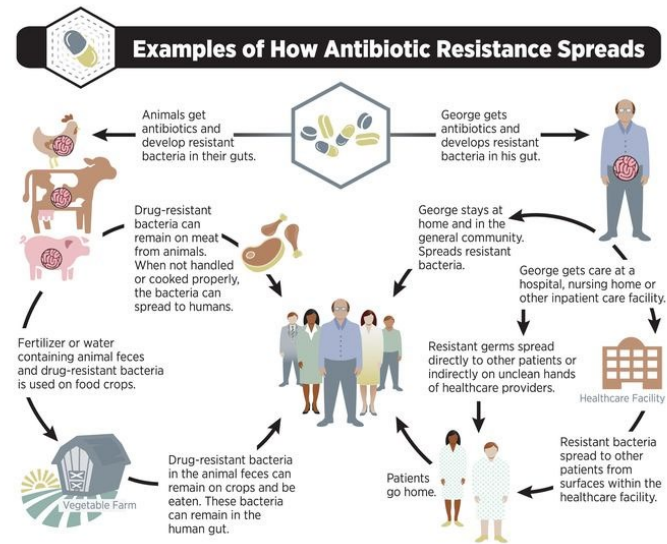 Examples of How Antibiotic Resistance Spreads
Animals get
antibiotics and
develop resistant
bacteria in their guts.
George gets
antibiotics and
develops resistant
bacteria in his gut.
Drug-resistant
bacteria can
remain on meat
from animals.
When not handled
or cooked properly,
the bacteria can
spread to humans.
George stays at
home and in the
general community.
Spreads resistant
bacteria.
George gets care at a
hospital, nursing home or
other inpatient care facility.
Fertilizer or water
containing animal feces
and drug-resistant bacteria
is used on food crops.
Resistant germs spread
directly to other patients or
indirectly on unclean hands
of healthcare providers.
Healthcare Facility
Vegetable Farm
Drug-resistant bacteria
in the animal feces can
remain on crops and be
eaten. These bacteria
can remain in the
human gut.
Patients
go home.
Resistant bacteria
spread to other
patients from
surfaces within the
healthcare facility.